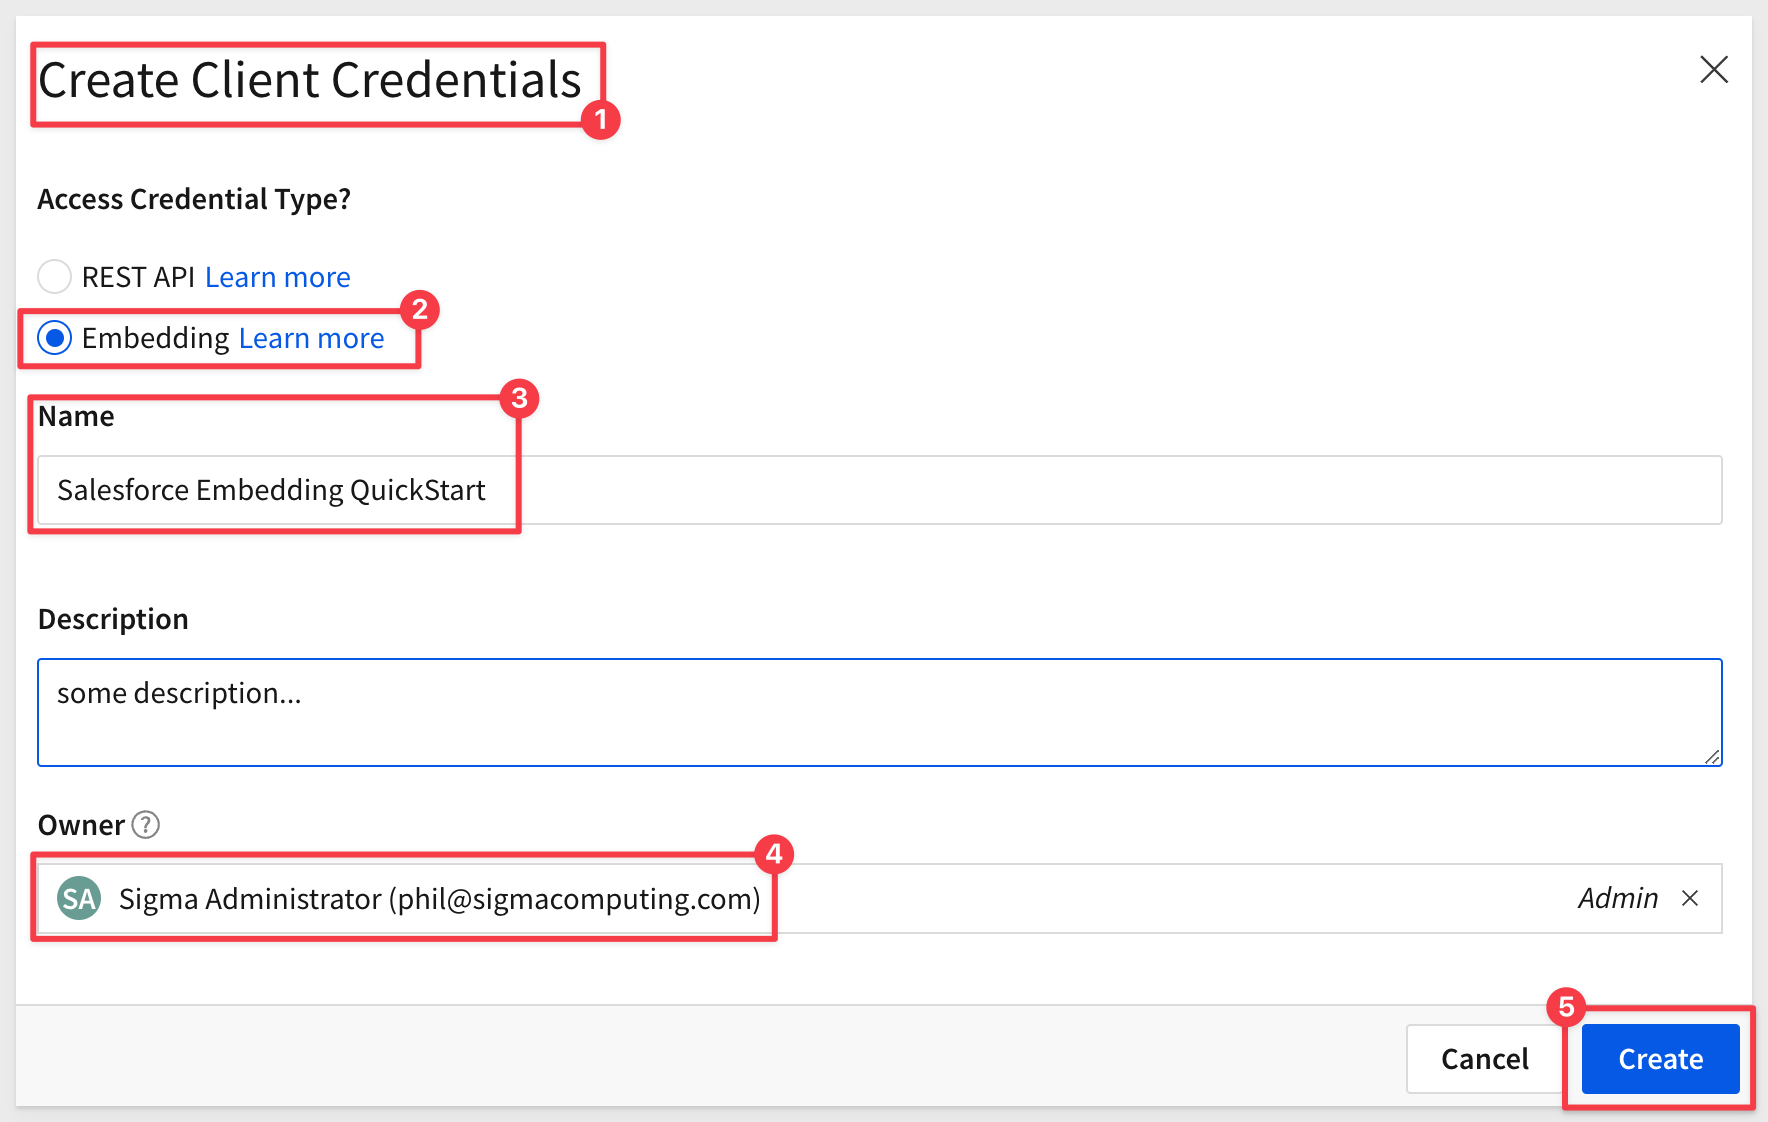 Create Client Credentials
1
Access Credential Type?
REST API Learn more
2
Embedding Learn more
3
Name
Salesforce Embedding QuickStart
Description
some description...
Owner ?
4
SA Sigma Administrator (phil@sigmacomputing.com) Admin
5
Cancel Create